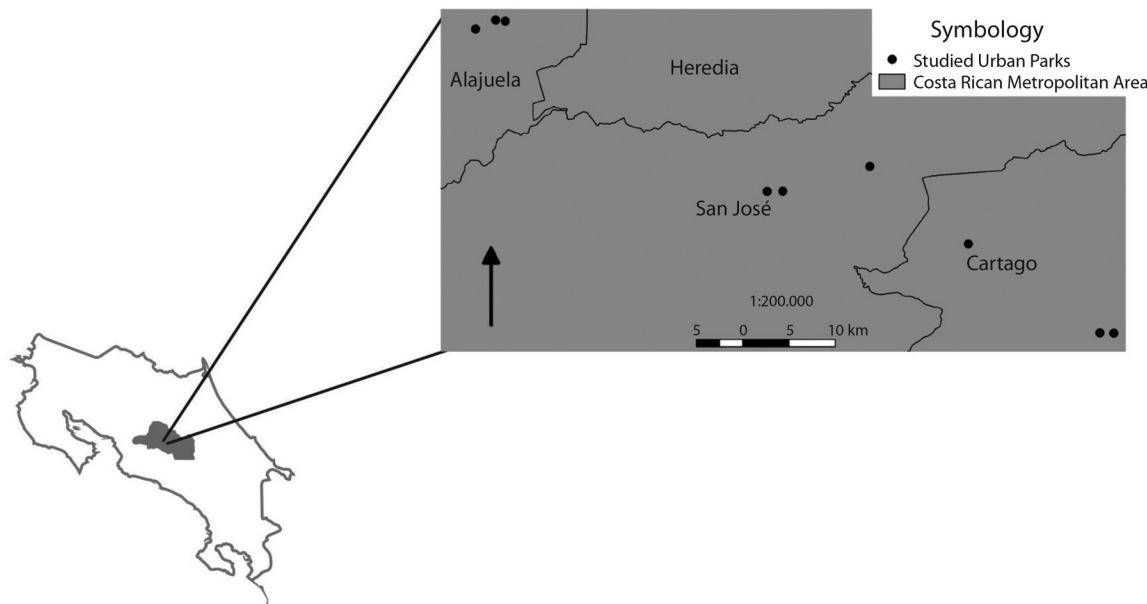 Symbology
Studied Urban Parks
Costa Rican Metropolitan Area
Alajuela
Heredia
San José
Cartago
1:200.000
5 0 5 10 km